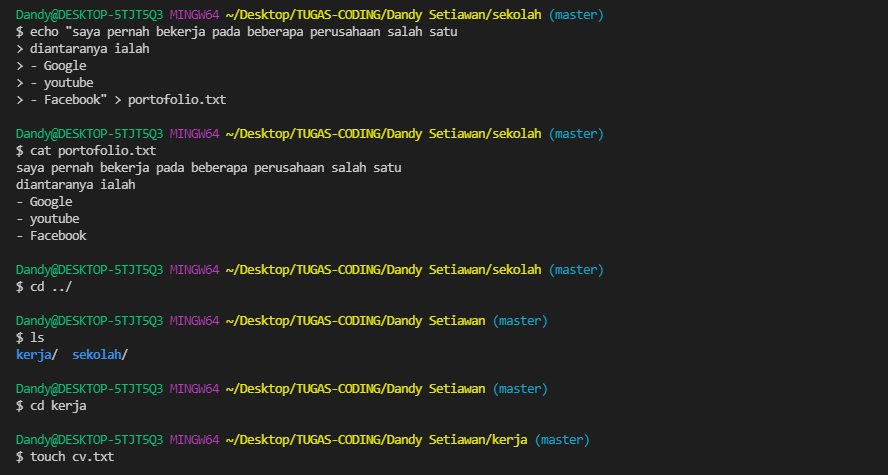 Dandy@DESKTOP-5TJT5Q3 MINGW64 ~/Desktop/TUGAS-CODING/Dandy Setiawan/sekolah (master)
$ echo "saya pernah bekerja pada beberapa perusahaan salah satu
> diantaranya ialah
> - Google
> - youtube
> - Facebook" > portofolio.txt

Dandy@DESKTOP-5TJT5Q3 MINGW64 ~/Desktop/TUGAS-CODING/Dandy Setiawan/sekolah (master)
$ cat portofolio.txt
saya pernah bekerja pada beberapa perusahaan salah satu
diantaranya ialah
- Google
- youtube
- Facebook

Dandy@DESKTOP-5TJT5Q3 MINGW64 ~/Desktop/TUGAS-CODING/Dandy Setiawan/sekolah (master)
$ cd ../

Dandy@DESKTOP-5TJT5Q3 MINGW64 ~/Desktop/TUGAS-CODING/Dandy Setiawan (master)
$ ls
kerja/  sekolah/

Dandy@DESKTOP-5TJT5Q3 MINGW64 ~/Desktop/TUGAS-CODING/Dandy Setiawan (master)
$ cd kerja

Dandy@DESKTOP-5TJT5Q3 MINGW64 ~/Desktop/TUGAS-CODING/Dandy Setiawan/kerja (master)
$ touch cv.txt